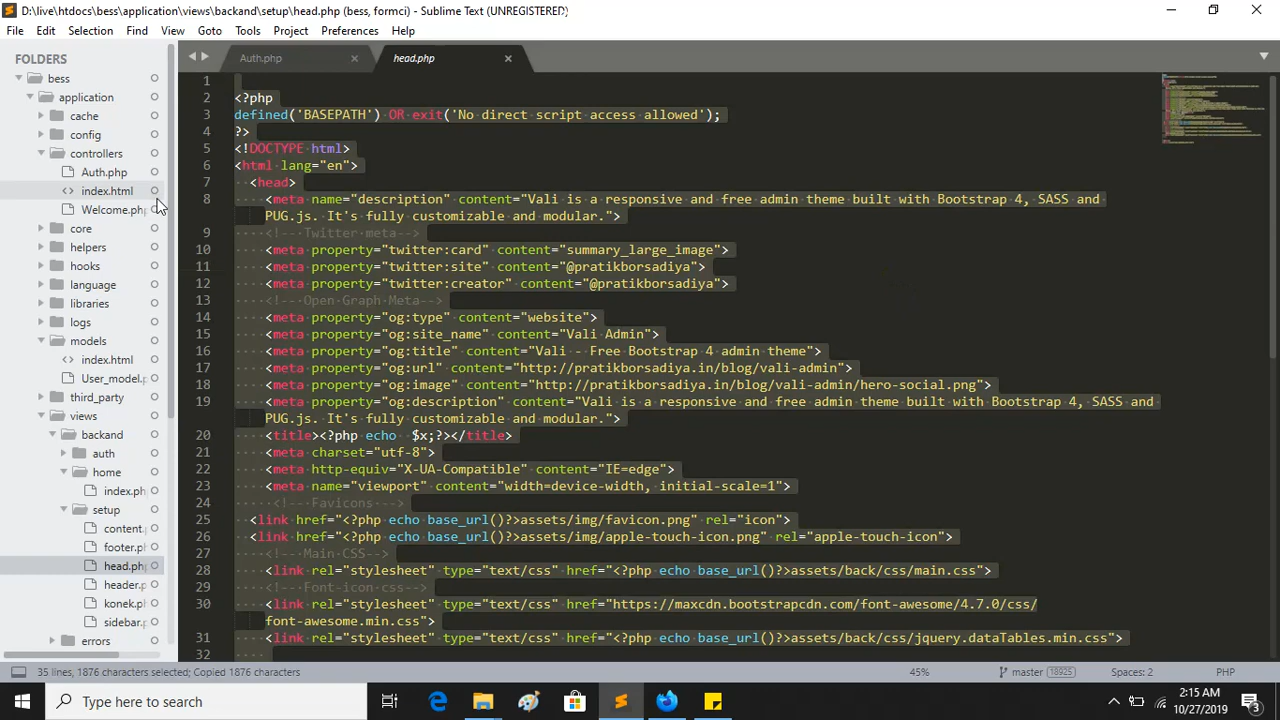 D:\live\htdocs\bess\application\views\backand\setup\head.php (bess, formci) - Sublime Text (UNREGISTERED)
File Edit Selection Find View Goto Tools Project Preferences Help
FOLDERS
bess
application
cache
config
controllers
Auth.php
index.html
Welcome.php
core
helpers
hooks
language
libraries
logs
models
index.html
User_model.p
third_party
views
backand
auth
home
index.ph
setup
content.p
footer.ph
head.ph
header.p
konek.ph
sidebar.p
errors
Auth.php
head.php
1
2 <?php
3 defined('BASEPATH') OR exit('No direct script access allowed');
4 ?>
5 <!DOCTYPE html>
6 <html lang="en">
7 <head>
8 <meta name="description" content="Vali is a responsive and free admin theme built with Bootstrap 4, SASS and
PUG.js. It's fully customizable and modular.">
9 <!-- Twitter meta-->
10 <meta property="twitter:card" content="summary_large_image">
11 <meta property="twitter:site" content="@pratikborsadiya">
12 <meta property="twitter:creator" content="@pratikborsadiya">
13 <!-- Open Graph Meta-->
14 <meta property="og:type" content="website">
15 <meta property="og:site_name" content="Vali Admin">
16 <meta property="og:title" content="Vali - Free Bootstrap 4 admin theme">
17 <meta property="og:url" content="http://pratikborsadiya.in/blog/vali-admin">
18 <meta property="og:image" content="http://pratikborsadiya.in/blog/vali-admin/hero-social.png">
19 <meta property="og:description" content="Vali is a responsive and free admin theme built with Bootstrap 4, SASS and
PUG.js. It's fully customizable and modular.">
20 <title><?php echo  $x;?></title>
21 <meta charset="utf-8">
22 <meta http-equiv="X-UA-Compatible" content="IE=edge">
23 <meta name="viewport" content="width=device-width, initial-scale=1">
24 <!-- Favicons -->
25 <link href="<?php echo base_url()?>assets/img/favicon.png" rel="icon">
26 <link href="<?php echo base_url()?>assets/img/apple-touch-icon.png" rel="apple-touch-icon">
27 <!-- Main CSS-->
28 <link rel="stylesheet" type="text/css" href="<?php echo base_url()?>assets/back/css/main.css">
29 <!-- Font-icon css-->
30 <link rel="stylesheet" type="text/css" href="https://maxcdn.bootstrapcdn.com/font-awesome/4.7.0/css/
font-awesome.min.css">
31 <link rel="stylesheet" type="text/css" href="<?php echo base_url()?>assets/back/css/jquery.dataTables.min.css">
32
35 lines, 1876 characters selected; Copied 1876 characters
45%
master 18925
Spaces: 2
PHP
Type here to search
2:15 AM
10/27/2019
3